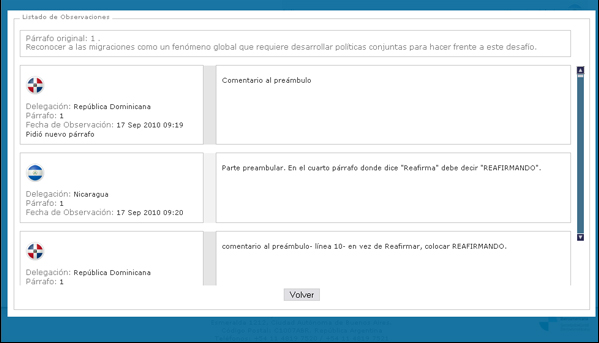 Listado de Observaciones
Párrafo original: 1 .
Reconocer a las migraciones como un fenómeno global que requiere desarrollar políticas conjuntas para hacer frente a este desafío.
Delegación: República Dominicana
Párrafo: 1
Fecha de Observación: 17 Sep 2010 09:19
Pidió nuevo párrafo
Comentario al preámbulo
Delegación: Nicaragua
Párrafo: 1
Fecha de Observación: 17 Sep 2010 09:20
Parte preambular. En el cuarto párrafo donde dice "Reafirma" debe decir "REAFIRMANDO".
Delegación: República Dominicana
Párrafo: 1
comentario al preámbulo- línea 10- en vez de Reafirmar, colocar REAFIRMANDO.
Volver